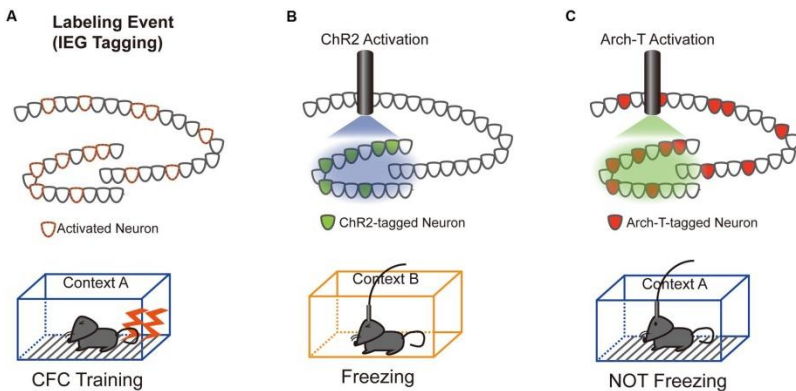 A
Labeling Event
(IEG Tagging)
Activated Neuron
Context A
CFC Training
B
ChR2 Activation
ChR2-tagged Neuron
Context B
Freezing
C
Arch-T Activation
Arch-T-tagged Neuron
Context A
NOT Freezing